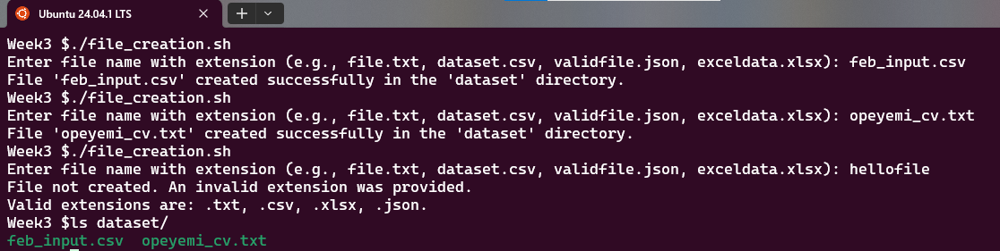 Ubuntu 24.04.1 LTS
Week3 $./file_creation.sh
Enter file name with extension (e.g., file.txt, dataset.csv, validfile.json, exceldata.xlsx): feb_input.csv
File 'feb_input.csv' created successfully in the 'dataset' directory.
Week3 $./file_creation.sh
Enter file name with extension (e.g., file.txt, dataset.csv, validfile.json, exceldata.xlsx): opeyemi_cv.txt
File 'opeyemi_cv.txt' created successfully in the 'dataset' directory.
Week3 $./file_creation.sh
Enter file name with extension (e.g., file.txt, dataset.csv, validfile.json, exceldata.xlsx): hellofile
File not created. An invalid extension was provided.
Valid extensions are: .txt, .csv, .xlsx, .json.
Week3 $ls dataset/
feb_input.csv  opeyemi_cv.txt